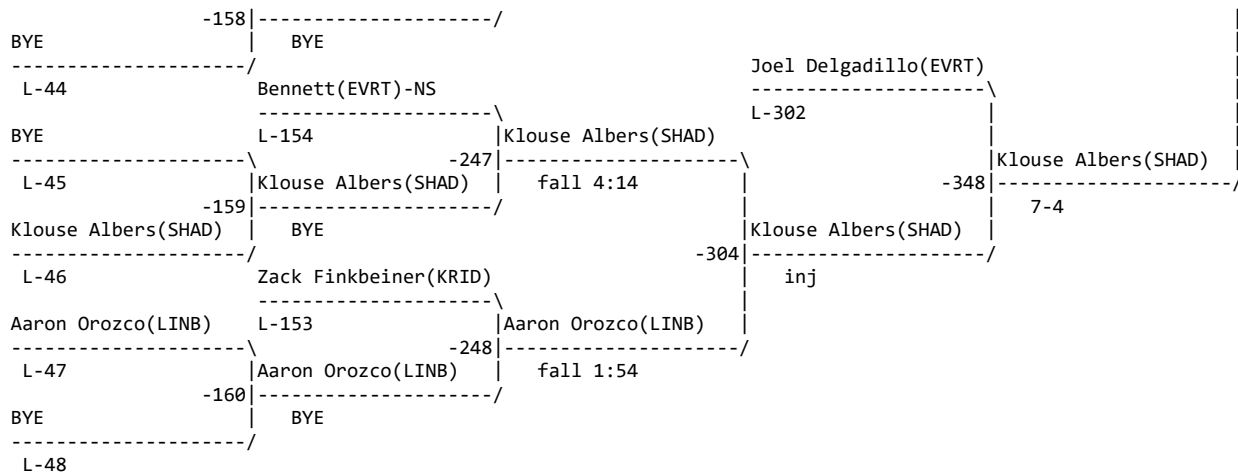 -158|---------------------/
BYE                   |   BYE
---------------------/                        Joel Delgadillo(EVRT)
 L-44                 Bennett(EVRT)-NS        ---------------------\
                      ---------------------\  L-302                |
BYE                   L-154                |Klouse Albers(SHAD)    |
---------------------\                 -247|---------------------\ |Klouse Albers(SHAD)  |
 L-45                |Klouse Albers(SHAD)  |   fall 4:14         | -348|---------------------/
                 -159|---------------------/                     |     |   7-4
Klouse Albers(SHAD)  |   BYE                                     |Klouse Albers(SHAD)  |
---------------------/                                       -304|---------------------/
 L-46                 Zack Finkbeiner(KRID)                      |   inj
                      ---------------------\                     |
Aaron Orozco(LINB)    L-153                |Aaron Orozco(LINB)   |
---------------------\                 -248|---------------------/
 L-47                |Aaron Orozco(LINB)   |   fall 1:54
                 -160|---------------------/
BYE                  |   BYE
---------------------/
 L-48